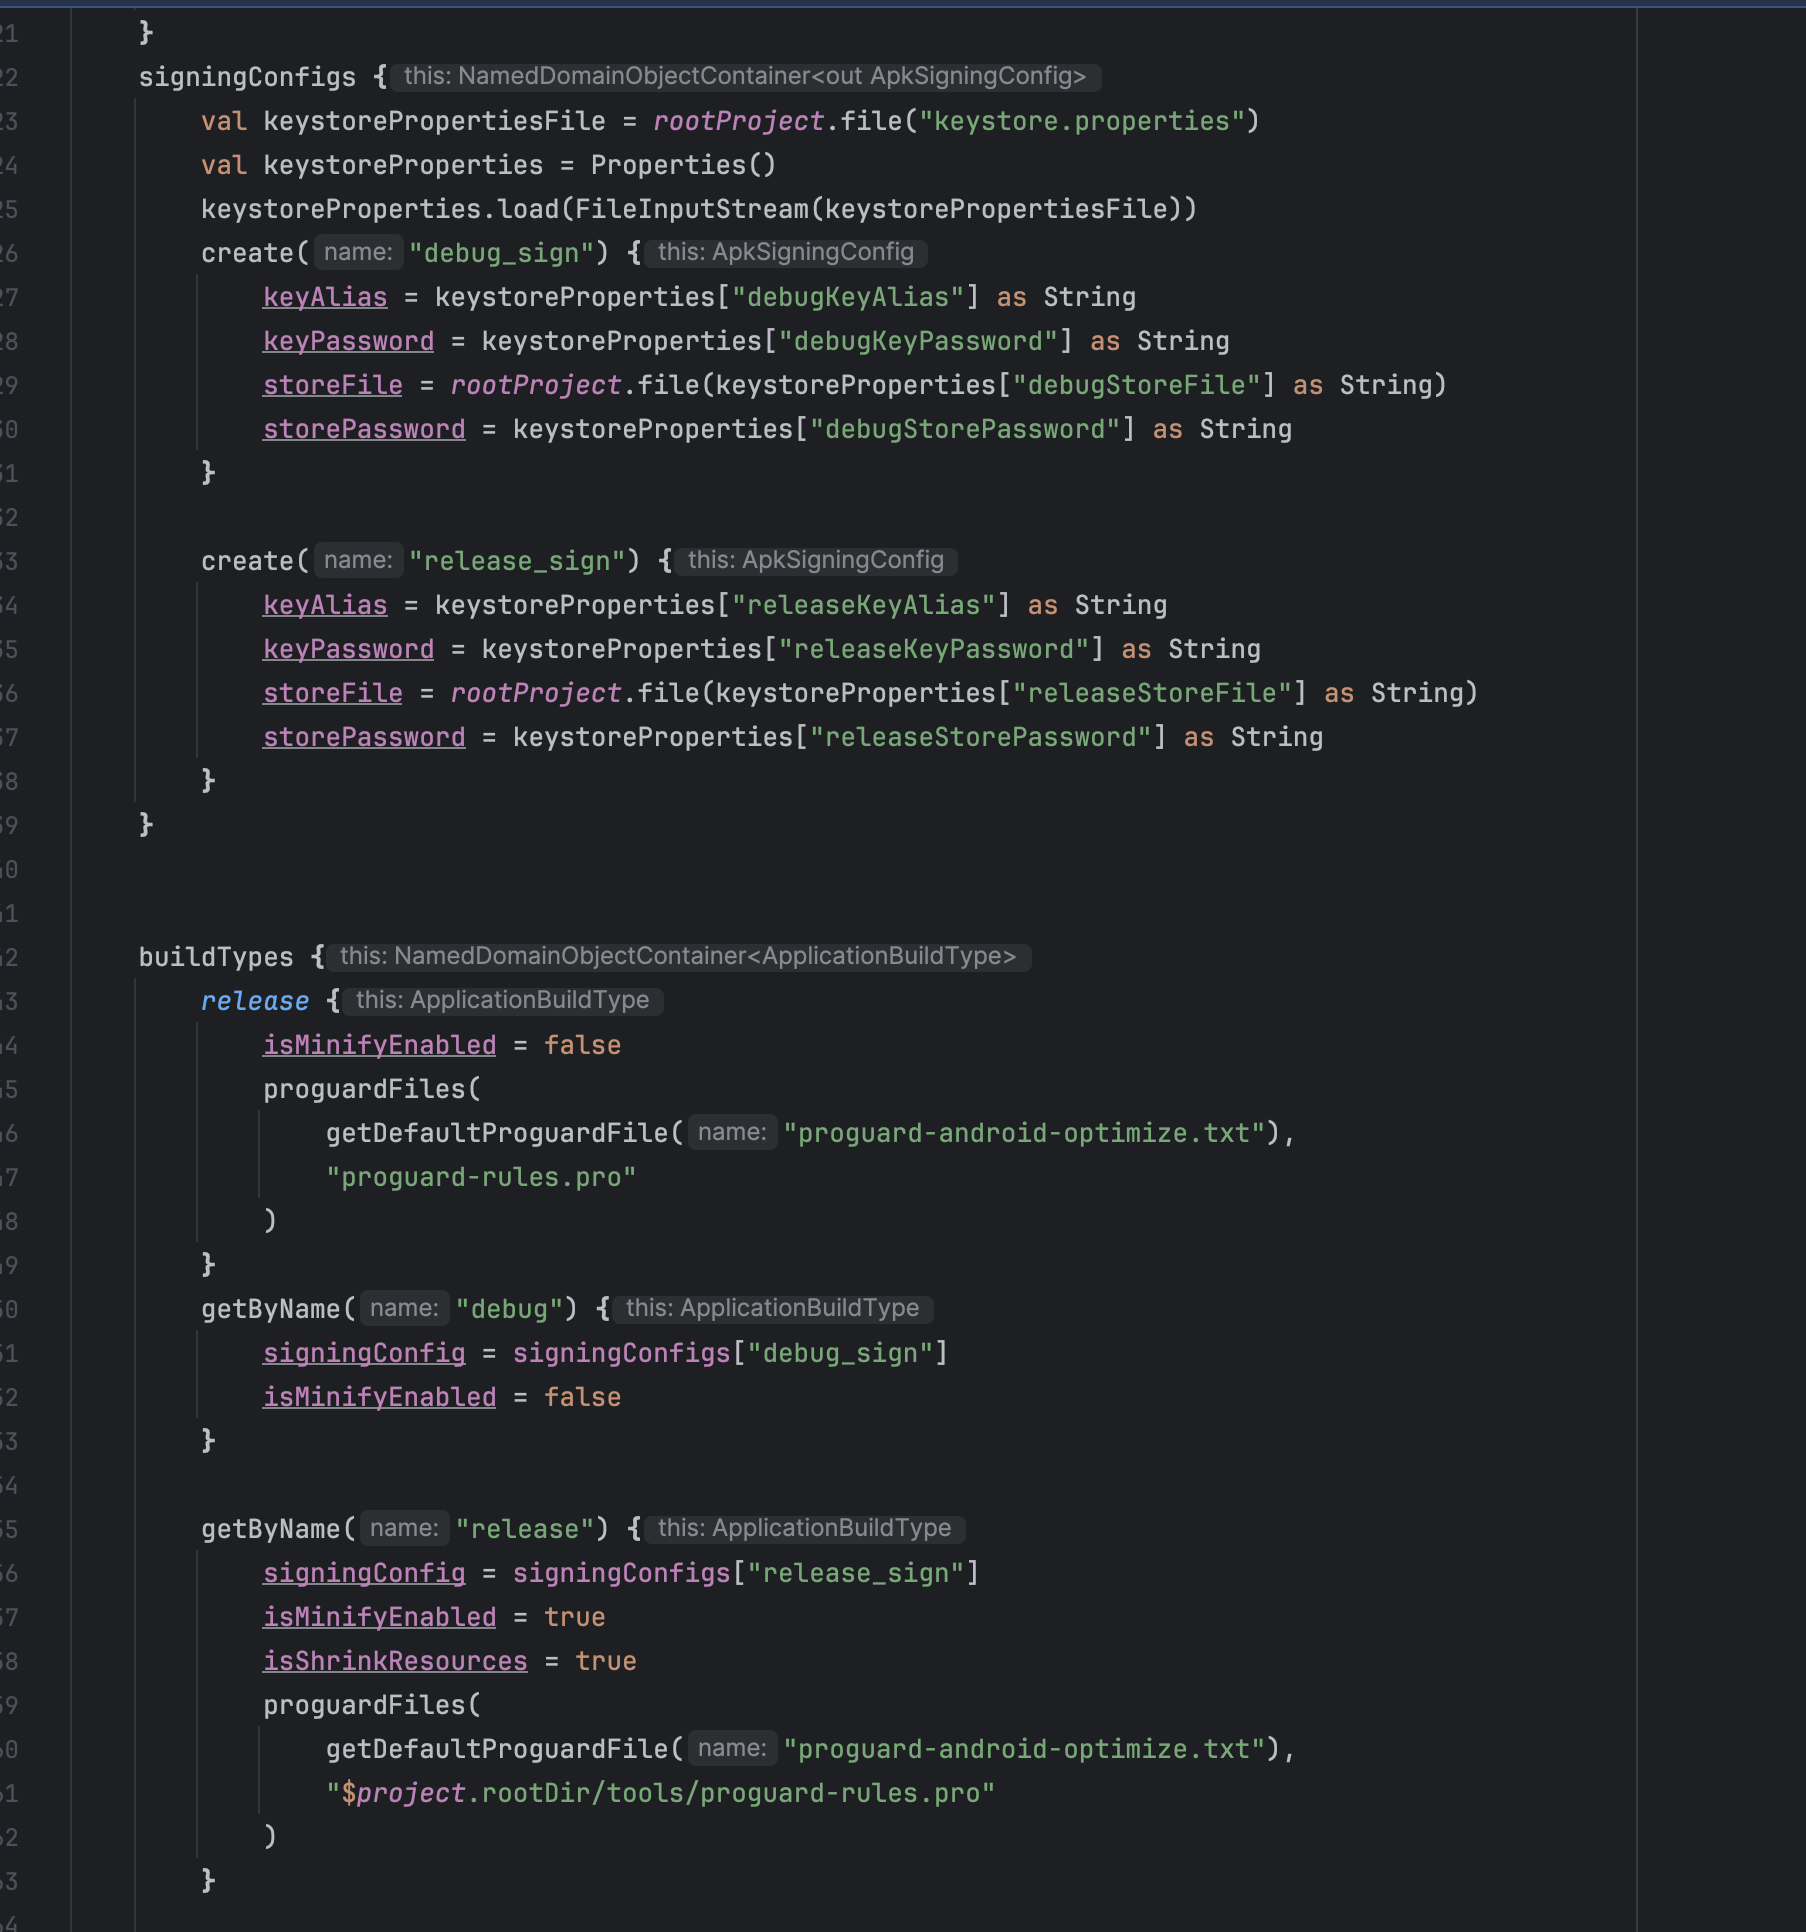 }
signingConfigs { this: NamedDomainObjectContainer<out ApkSigningConfig>
val keystorePropertiesFile = rootProject.file("keystore.properties")
val keystoreProperties = Properties()
keystoreProperties.load(FileInputStream(keystorePropertiesFile))
create( name: "debug_sign") { this: ApkSigningConfig
keyAlias = keystoreProperties["debugKeyAlias"] as String
keyPassword = keystoreProperties["debugKeyPassword"] as String
storeFile = rootProject.file(keystoreProperties["debugStoreFile"] as String)
storePassword = keystoreProperties["debugStorePassword"] as String
}
create( name: "release_sign") { this: ApkSigningConfig
keyAlias = keystoreProperties["releaseKeyAlias"] as String
keyPassword = keystoreProperties["releaseKeyPassword"] as String
storeFile = rootProject.file(keystoreProperties["releaseStoreFile"] as String)
storePassword = keystoreProperties["releaseStorePassword"] as String
}
}
buildTypes { this: NamedDomainObjectContainer<ApplicationBuildType>
release { this: ApplicationBuildType
isMinifyEnabled = false
proguardFiles(
getDefaultProguardFile( name: "proguard-android-optimize.txt"),
"proguard-rules.pro"
)
}
getByName( name: "debug") { this: ApplicationBuildType
signingConfig = signingConfigs["debug_sign"]
isMinifyEnabled = false
}
getByName( name: "release") { this: ApplicationBuildType
signingConfig = signingConfigs["release_sign"]
isMinifyEnabled = true
isShrinkResources = true
proguardFiles(
getDefaultProguardFile( name: "proguard-android-optimize.txt"),
"$project.rootDir/tools/proguard-rules.pro"
)
}